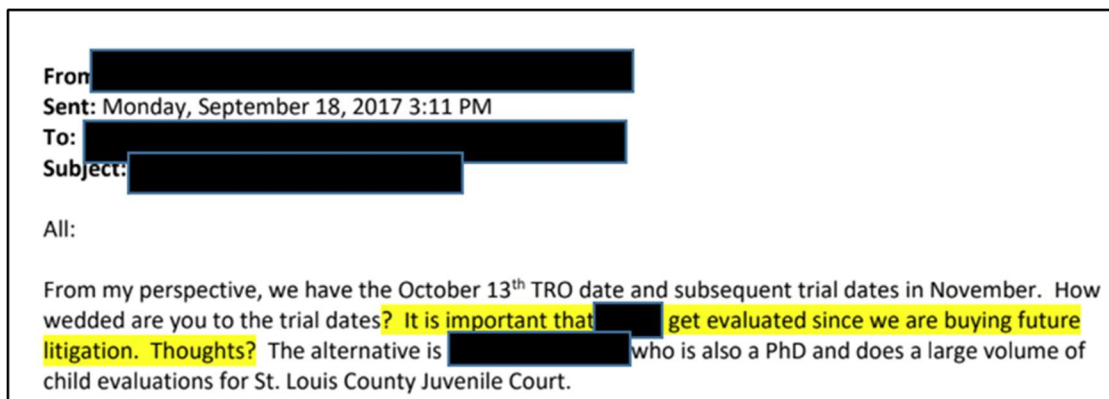 From
Sent: Monday, September 18, 2017 3:11 PM
To:
Subject:
All:
From my perspective, we have the October 13th TRO date and subsequent trial dates in November. How
wedded are you to the trial dates? It is important that get evaluated since we are buying future
litigation. Thoughts? The alternative is who is also a PhD and does a large volume of
child evaluations for St. Louis County Juvenile Court.